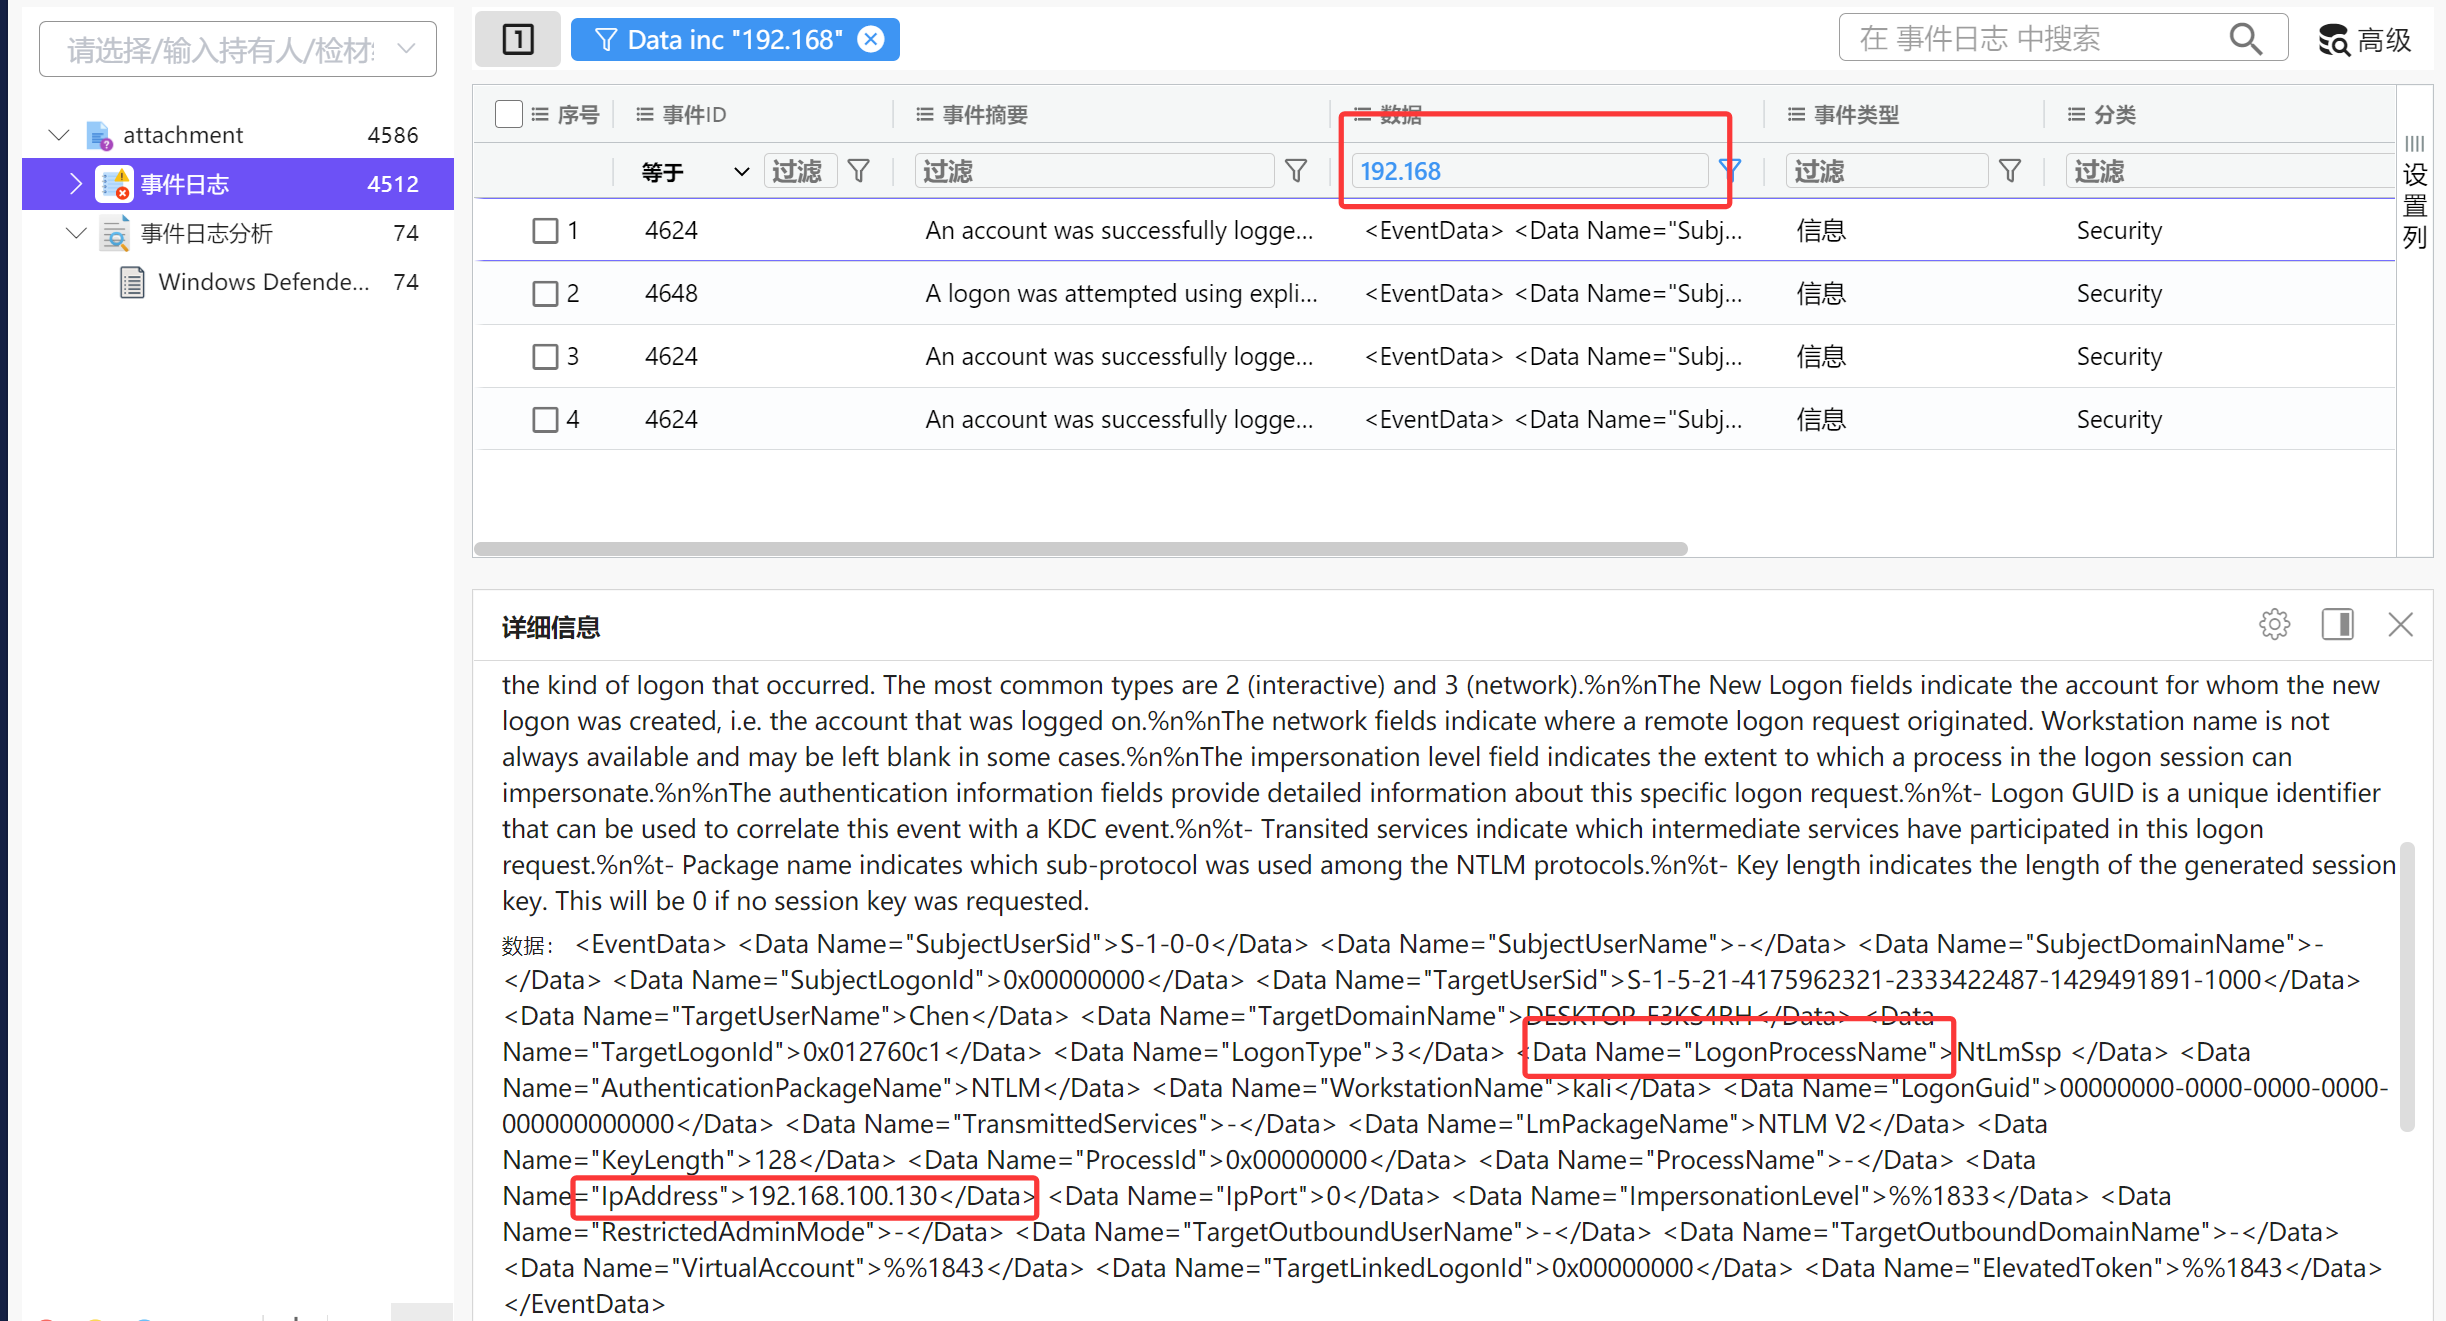 请选择/输入持有人/检材
attachment 4586
事件日志 4512
事件日志分析 74
Windows Defende... 74
1 Data inc "192.168"
在 事件日志 中搜索 高级
序号 事件ID 事件摘要 数据 事件类型 分类
等于 过滤 过滤 192.168 过滤 过滤
1 4624 An account was successfully logge... <EventData> <Data Name="Subj... 信息 Security
2 4648 A logon was attempted using expli... <EventData> <Data Name="Subj... 信息 Security
3 4624 An account was successfully logge... <EventData> <Data Name="Subj... 信息 Security
4 4624 An account was successfully logge... <EventData> <Data Name="Subj... 信息 Security
设置列
详细信息
the kind of logon that occurred. The most common types are 2 (interactive) and 3 (network).%n%nThe New Logon fields indicate the account for whom the new
logon was created, i.e. the account that was logged on.%n%nThe network fields indicate where a remote logon request originated. Workstation name is not
always available and may be left blank in some cases.%n%nThe impersonation level field indicates the extent to which a process in the logon session can
impersonate.%n%nThe authentication information fields provide detailed information about this specific logon request.%n%t- Logon GUID is a unique identifier
that can be used to correlate this event with a KDC event.%n%t- Transited services indicate which intermediate services have participated in this logon
request.%n%t- Package name indicates which sub-protocol was used among the NTLM protocols.%n%t- Key length indicates the length of the generated session
key. This will be 0 if no session key was requested.
数据： <EventData> <Data Name="SubjectUserSid">S-1-0-0</Data> <Data Name="SubjectUserName">-</Data> <Data Name="SubjectDomainName">-
</Data> <Data Name="SubjectLogonId">0x00000000</Data> <Data Name="TargetUserSid">S-1-5-21-4175962321-2333422487-1429491891-1000</Data>
<Data Name="TargetUserName">Chen</Data> <Data Name="TargetDomainName">DESKTOP-F3KS4RH</Data> <Data
Name="TargetLogonId">0x012760c1</Data> <Data Name="LogonType">3</Data> <Data Name="LogonProcessName">NtLmSsp </Data> <Data
Name="AuthenticationPackageName">NTLM</Data> <Data Name="WorkstationName">kali</Data> <Data Name="LogonGuid">00000000-0000-0000-0000-
000000000000</Data> <Data Name="TransmittedServices">-</Data> <Data Name="LmPackageName">NTLM V2</Data> <Data
Name="KeyLength">128</Data> <Data Name="ProcessId">0x00000000</Data> <Data Name="ProcessName">-</Data> <Data
Name="IpAddress">192.168.100.130</Data> <Data Name="IpPort">0</Data> <Data Name="ImpersonationLevel">%%1833</Data> <Data
Name="RestrictedAdminMode">-</Data> <Data Name="TargetOutboundUserName">-</Data> <Data Name="TargetOutboundDomainName">-</Data>
<Data Name="VirtualAccount">%%1843</Data> <Data Name="TargetLinkedLogonId">0x00000000</Data> <Data Name="ElevatedToken">%%1843</Data>
</EventData>